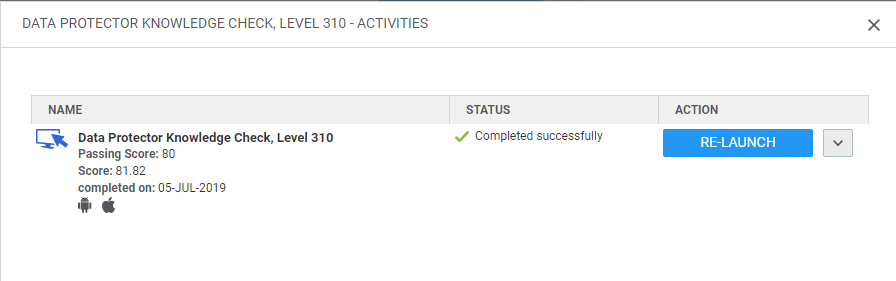 DATA PROTECTOR KNOWLEDGE CHECK, LEVEL 310 - ACTIVITIES
NAME STATUS ACTION
Data Protector Knowledge Check, Level 310 Completed successfully RE-LAUNCH
Passing Score: 80
Score: 81.82
completed on: 05-JUL-2019